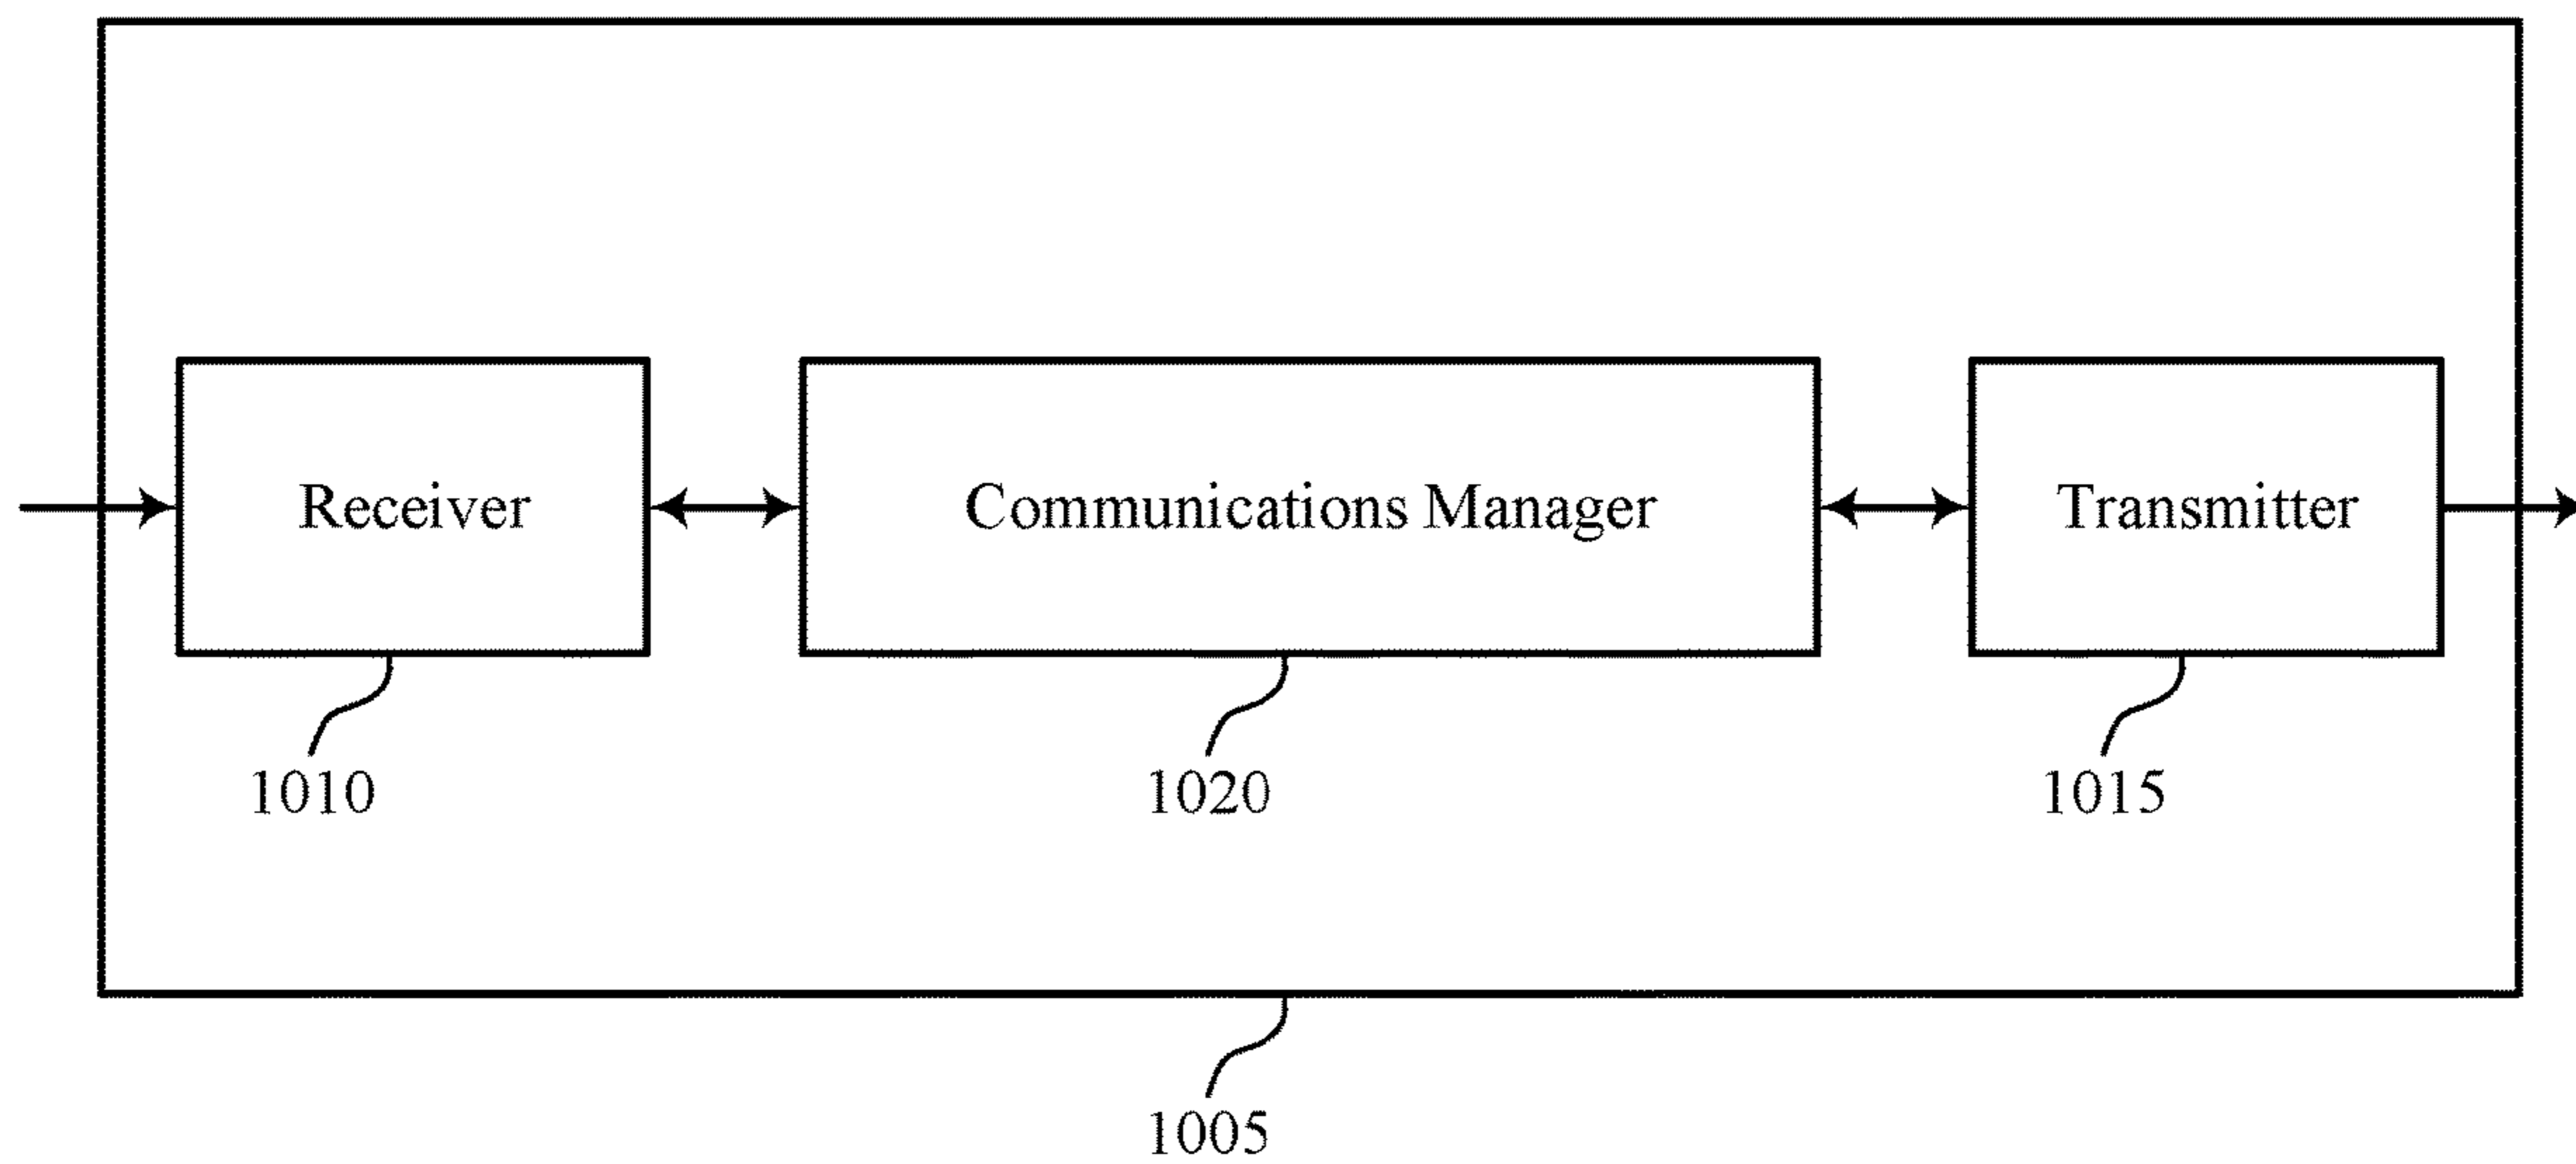 Receiver
Communications Manager
Transmitter
1010
1020
1015
1005